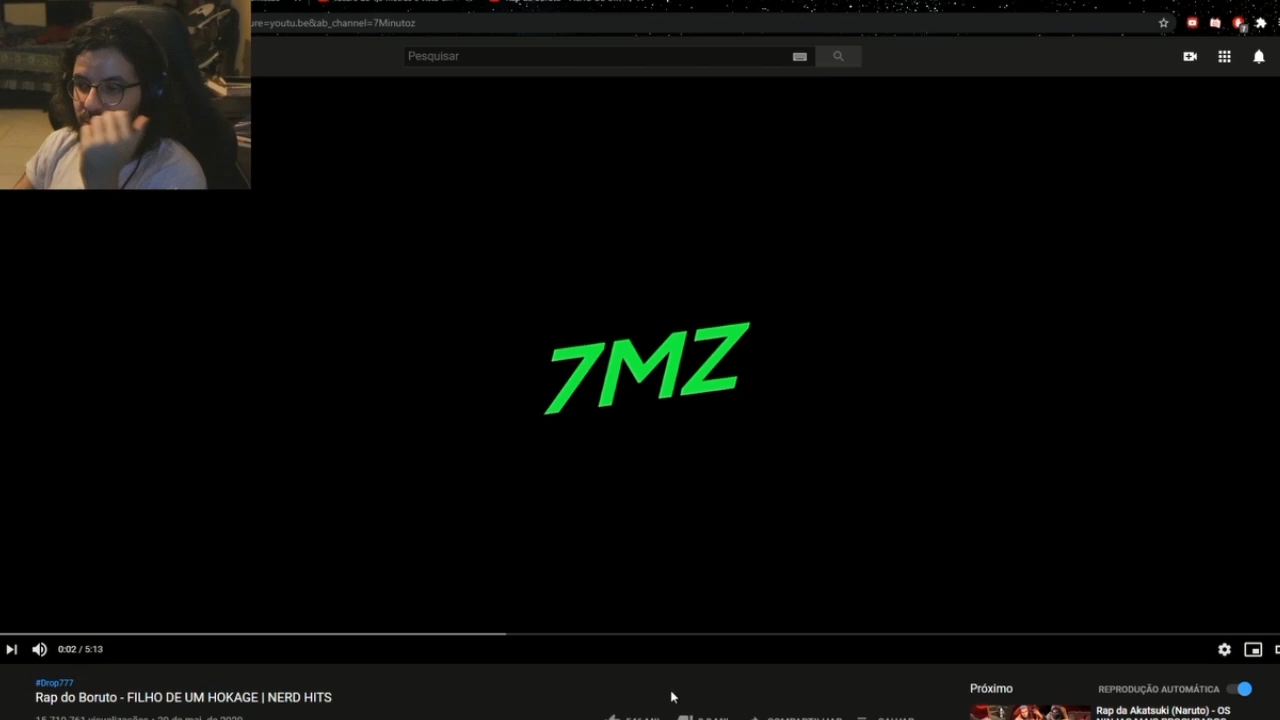 ure=youtu.be&ab_channel=7Minutoz
Pesquisar
7MZ
0:02 / 5:13
#Drop777
Rap do Boruto - FILHO DE UM HOKAGE | NERD HITS
Próximo
REPRODUÇÃO AUTOMÁTICA
Rap da Akatsuki (Naruto) - OS